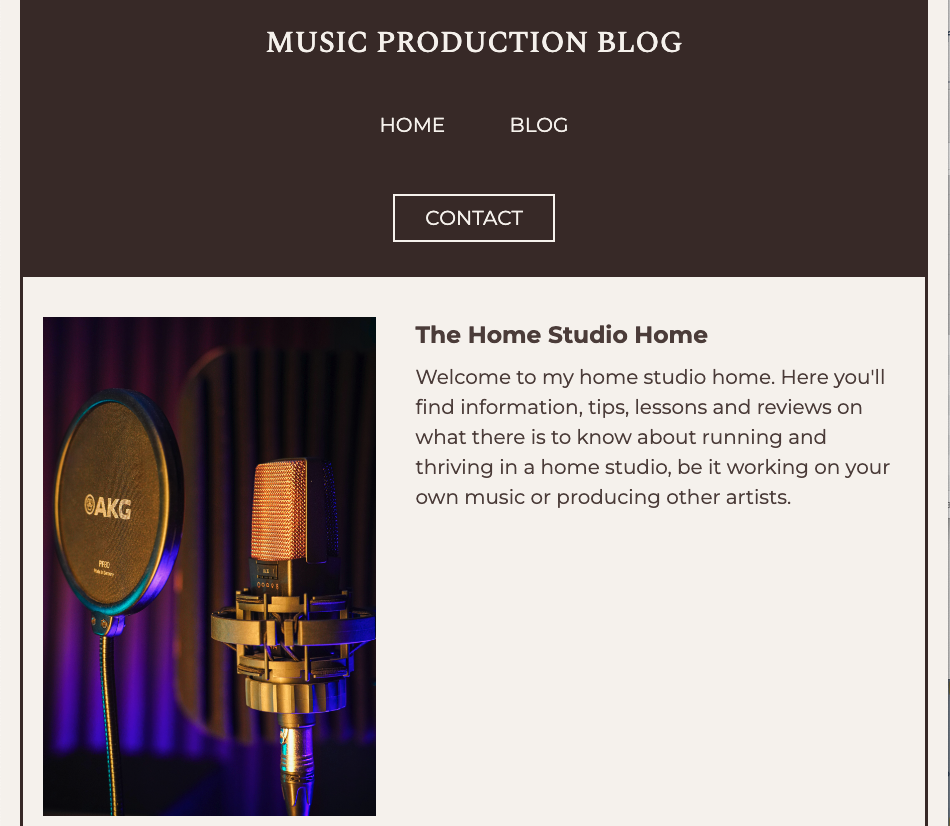 MUSIC PRODUCTION BLOG
HOME BLOG
CONTACT
The Home Studio Home
Welcome to my home studio home. Here you'll
find information, tips, lessons and reviews on
what there is to know about running and
thriving in a home studio, be it working on your
own music or producing other artists.
AKG
PF80